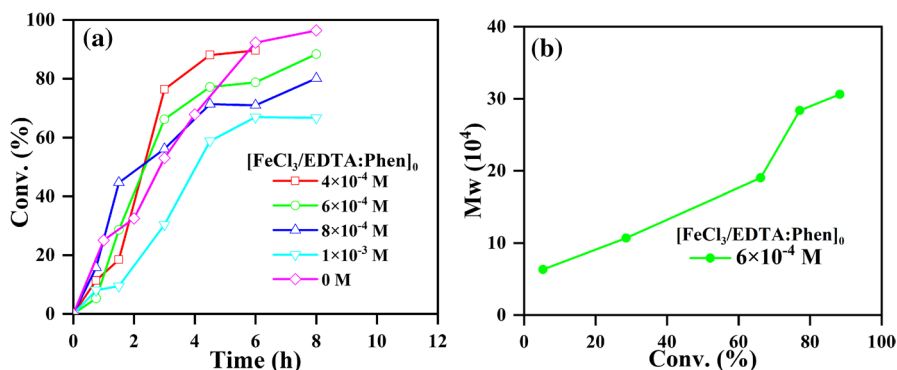 (a)
Conv. (%)
100
80
60
40
20
0
[FeCl₃/EDTA:Phen]₀
4×10⁻⁴ M
6×10⁻⁴ M
8×10⁻⁴ M
1×10⁻³ M
0 M
0 2 4 6 8 10 12
Time (h)
(b)
Mw (10⁴)
40
30
20
10
0
[FeCl₃/EDTA:Phen]₀
6×10⁻⁴ M
0 20 40 60 80 100
Conv. (%)